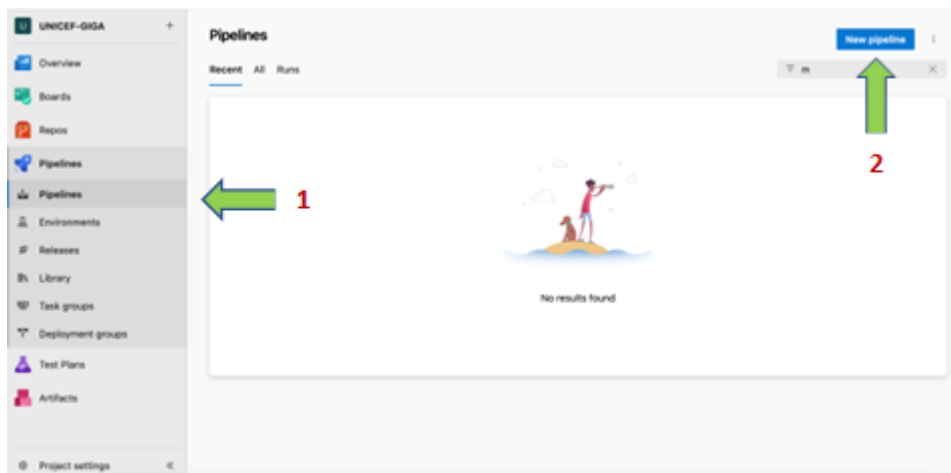 U UNICEF-GIGA +
Overview
Boards
Repos
Pipelines
Pipelines
Environments
Releases
Library
Task groups
Deployment groups
Test Plans
Artifacts
Project settings
Pipelines
New pipeline
Recent All Runs
m
1
2
No results found